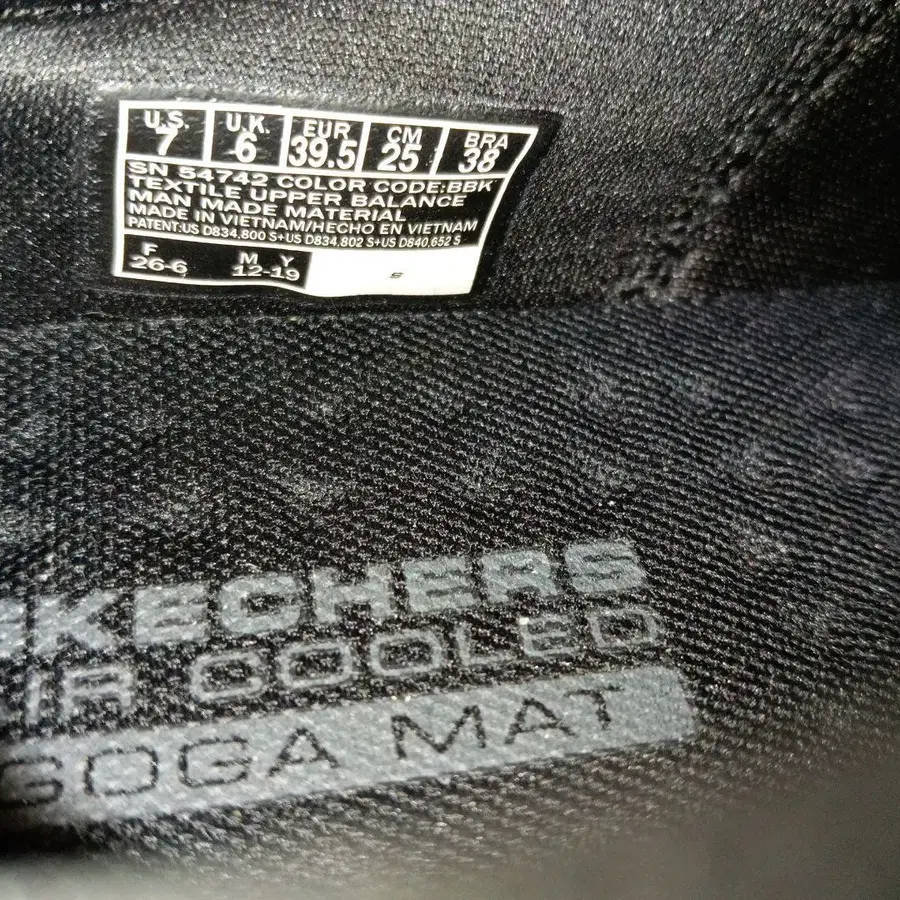 U.S. U.K. EUR CM BRA
7 6 39.5 25 38
SN 54742 COLOR CODE:BBK
TEXTILE UPPER BALANCE
MAN MADE MATERIAL
MADE IN VIETNAM/HECHO EN VIETNAM
PATENT:US D834,800 S+US D834,802 S+US D840,652 S
F M Y
26-6 12-19
S
SKECHERS
AIR COOLED
GOGA MAT